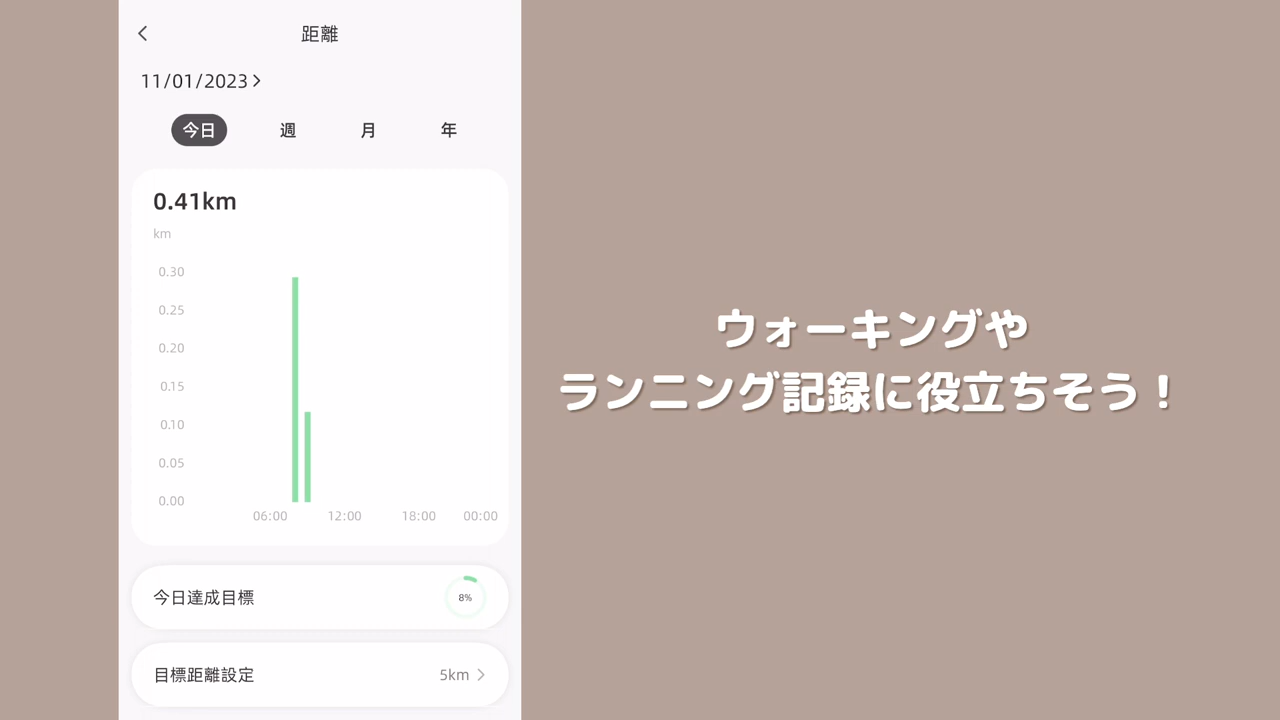 距離
11/01/2023
今日 週 月 年
0.41km
km
0.30
0.25
0.20
0.15
0.10
0.05
0.00
06:00 12:00 18:00 00:00
今日達成目標 8%
目標距離設定 5km
ウォーキングや
ランニング記録に役立ちそう！